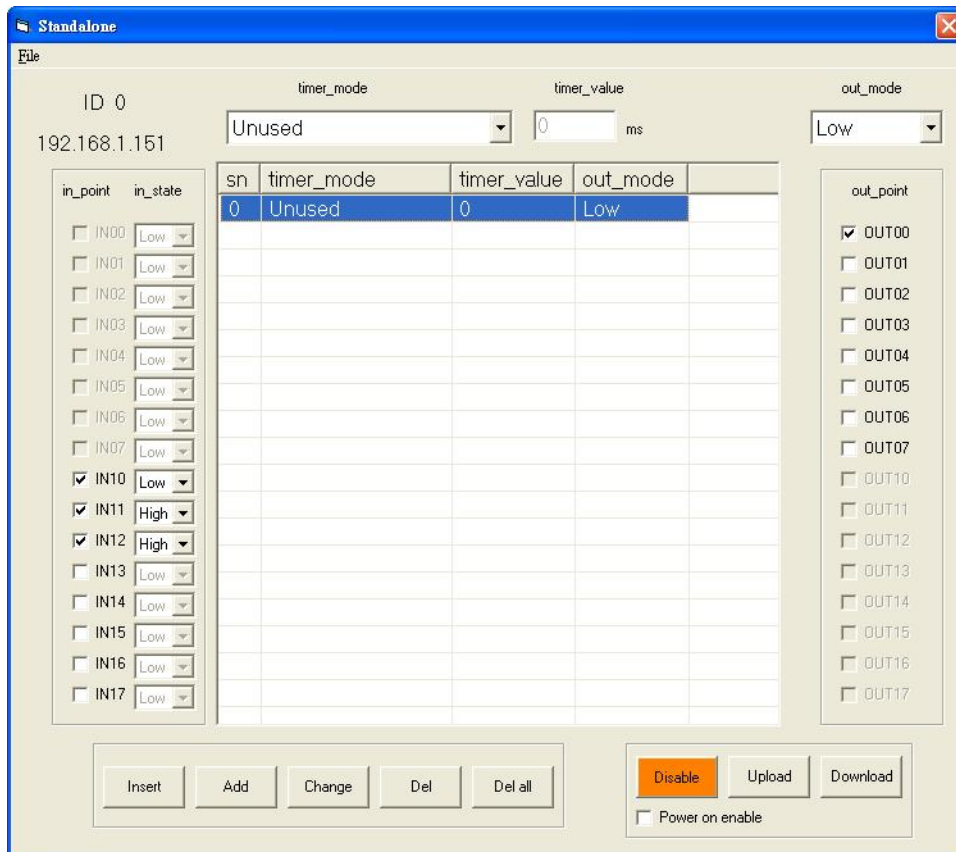 Standalone
File
ID 0
192.168.1.151
timer_mode
Unused
timer_value
0 ms
out_mode
Low
in_point in_state
IN00 Low
IN01 Low
IN02 Low
IN03 Low
IN04 Low
IN05 Low
IN06 Low
IN07 Low
IN10 Low
IN11 High
IN12 High
IN13 Low
IN14 Low
IN15 Low
IN16 Low
IN17 Low
sn timer_mode timer_value out_mode
0 Unused 0 Low
out_point
OUT00
OUT01
OUT02
OUT03
OUT04
OUT05
OUT06
OUT07
OUT10
OUT11
OUT12
OUT13
OUT14
OUT15
OUT16
OUT17
Insert Add Change Del Del all
Disable Upload Download
Power on enable